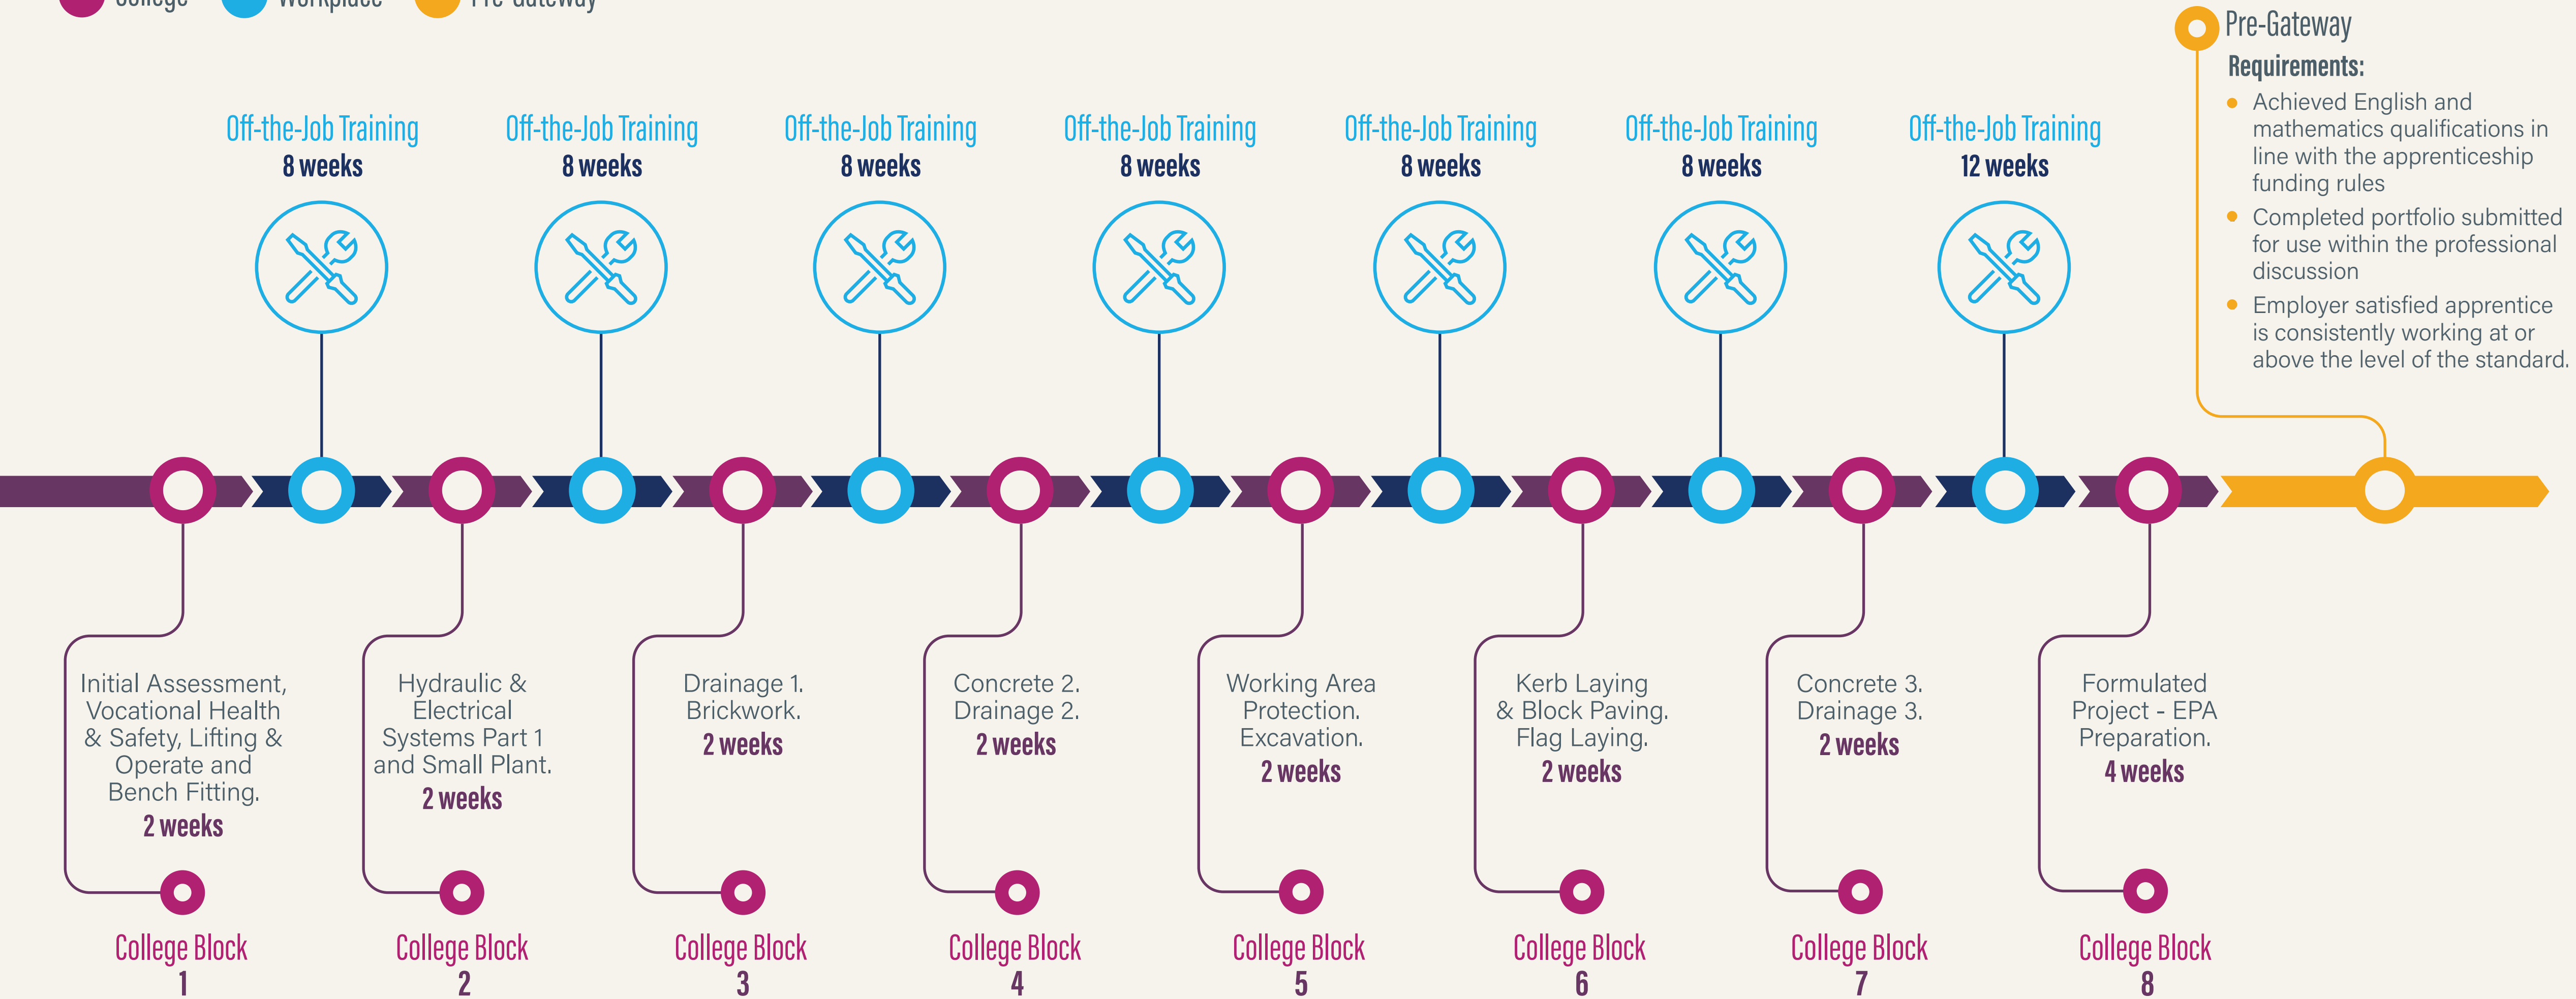 College Workplace Pre-Gateway
Pre-Gateway
Requirements:
Achieved English and
mathematics qualifications in
line with the apprenticeship
funding rules
Completed portfolio submitted
for use within the professional
discussion
Employer satisfied apprentice
is consistently working at or
above the level of the standard.
Off-the-Job Training
8 weeks
Off-the-Job Training
8 weeks
Off-the-Job Training
8 weeks
Off-the-Job Training
8 weeks
Off-the-Job Training
8 weeks
Off-the-Job Training
8 weeks
Off-the-Job Training
12 weeks
Initial Assessment,
Vocational Health
& Safety, Lifting &
Operate and
Bench Fitting.
2 weeks
College Block
1
Hydraulic &
Electrical
Systems Part 1
and Small Plant.
2 weeks
College Block
2
Drainage 1.
Brickwork.
2 weeks
College Block
3
Concrete 2.
Drainage 2.
2 weeks
College Block
4
Working Area
Protection.
Excavation.
2 weeks
College Block
5
Kerb Laying
& Block Paving.
Flag Laying.
2 weeks
College Block
6
Concrete 3.
Drainage 3.
2 weeks
College Block
7
Formulated
Project - EPA
Preparation.
4 weeks
College Block
8